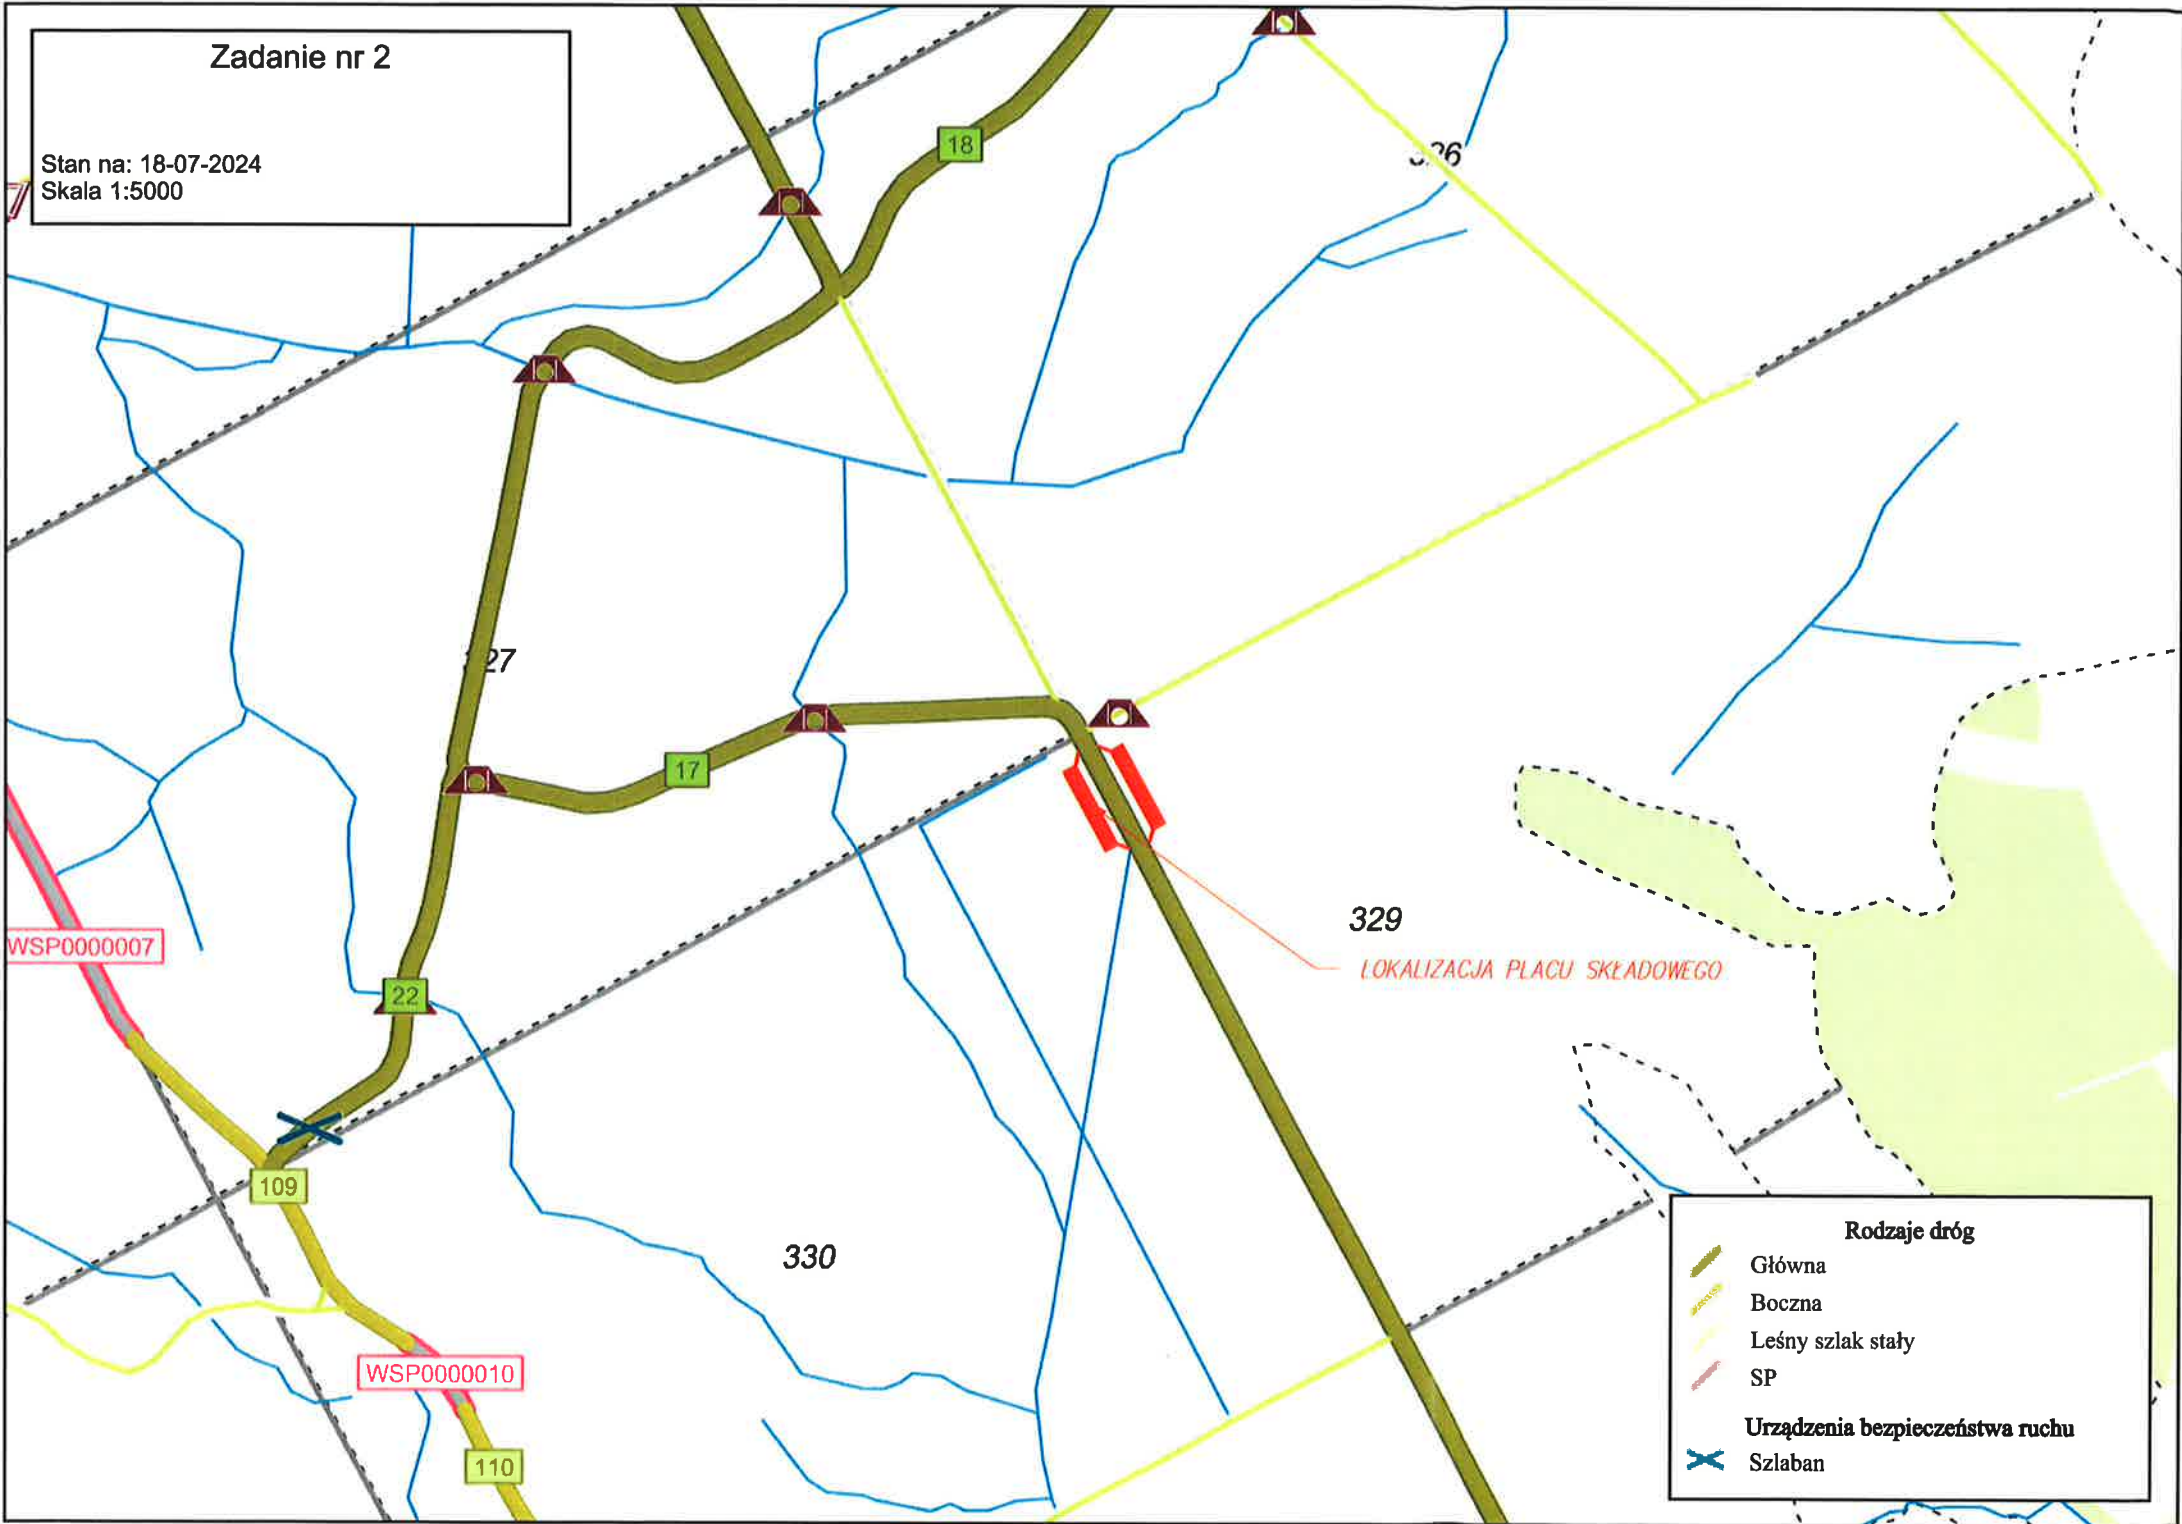 Zadanie nr 2
Stan na: 18-07-2024
Skala 1:5000
18
17
22
109
WSP0000007
WSP0000010
110
329
330
LOKALIZACJA PLACU SKŁADOWEGO
Rodzaje dróg
Główna
Boczna
Leśny szlak stały
SP
Urządzenia bezpieczeństwa ruchu
Szlaban